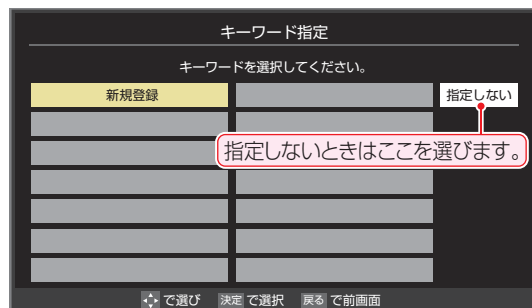 キーワード指定
キーワードを選択してください。
新規登録
指定しない
指定しないときはここを選びます。
で選び 決定 で選択 戻る で前画面